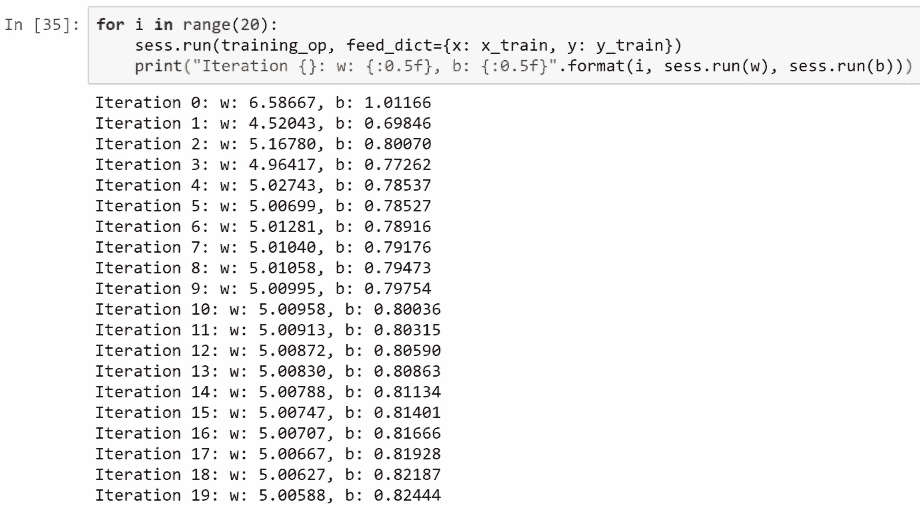 In [35]: for i in range(20):
    sess.run(training_op, feed_dict={x: x_train, y: y_train})
    print("Iteration {}: w: {:0.5f}, b: {:0.5f}".format(i, sess.run(w), sess.run(b)))
Iteration 0: w: 6.58667, b: 1.01166
Iteration 1: w: 4.52043, b: 0.69846
Iteration 2: w: 5.16780, b: 0.80070
Iteration 3: w: 4.96417, b: 0.77262
Iteration 4: w: 5.02743, b: 0.78537
Iteration 5: w: 5.00699, b: 0.78527
Iteration 6: w: 5.01281, b: 0.78916
Iteration 7: w: 5.01040, b: 0.79176
Iteration 8: w: 5.01058, b: 0.79473
Iteration 9: w: 5.00995, b: 0.79754
Iteration 10: w: 5.00958, b: 0.80036
Iteration 11: w: 5.00913, b: 0.80315
Iteration 12: w: 5.00872, b: 0.80590
Iteration 13: w: 5.00830, b: 0.80863
Iteration 14: w: 5.00788, b: 0.81134
Iteration 15: w: 5.00747, b: 0.81401
Iteration 16: w: 5.00707, b: 0.81666
Iteration 17: w: 5.00667, b: 0.81928
Iteration 18: w: 5.00627, b: 0.82187
Iteration 19: w: 5.00588, b: 0.82444